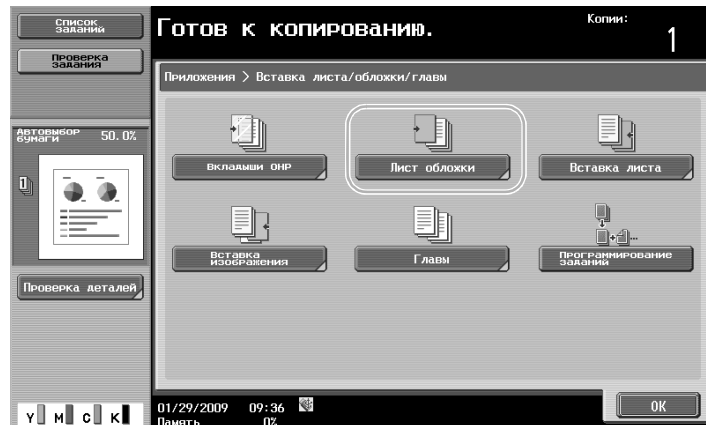 Список
заданий
Проверка
задания
Готов к копированию.
Копии:
1
Приложения > Вставка листа/обложки/главы
Автовыбор
бумаги
50.0%
1
Вкладыши OHP
Лист обложки
Вставка листа
Вставка
изображения
Главы
Программирование
заданий
Проверка деталей
Y M C K
01/29/2009 09:36
Память 0%
OK